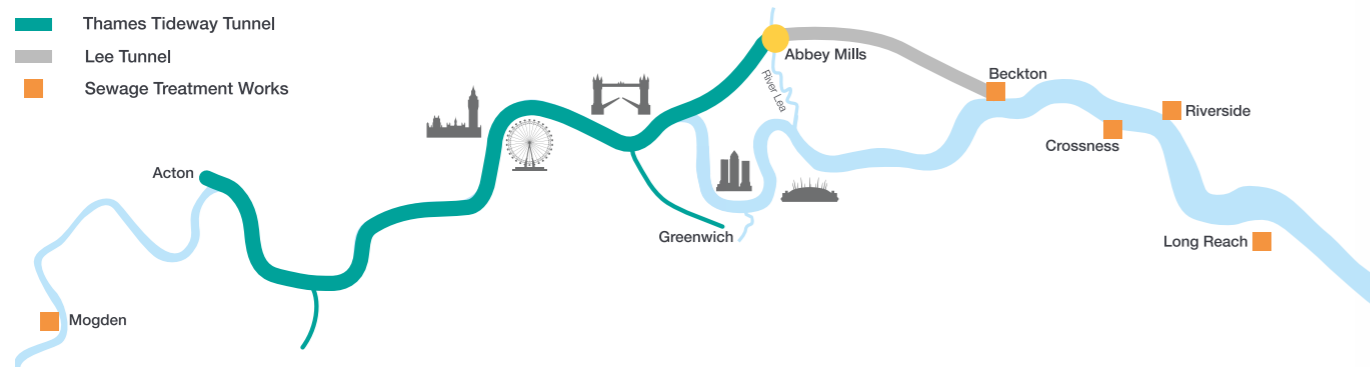 Thames Tideway Tunnel
Lee Tunnel
Sewage Treatment Works
Abbey Mills
River Lea
Beckton
Riverside
Crossness
Acton
Greenwich
Long Reach
Mogden